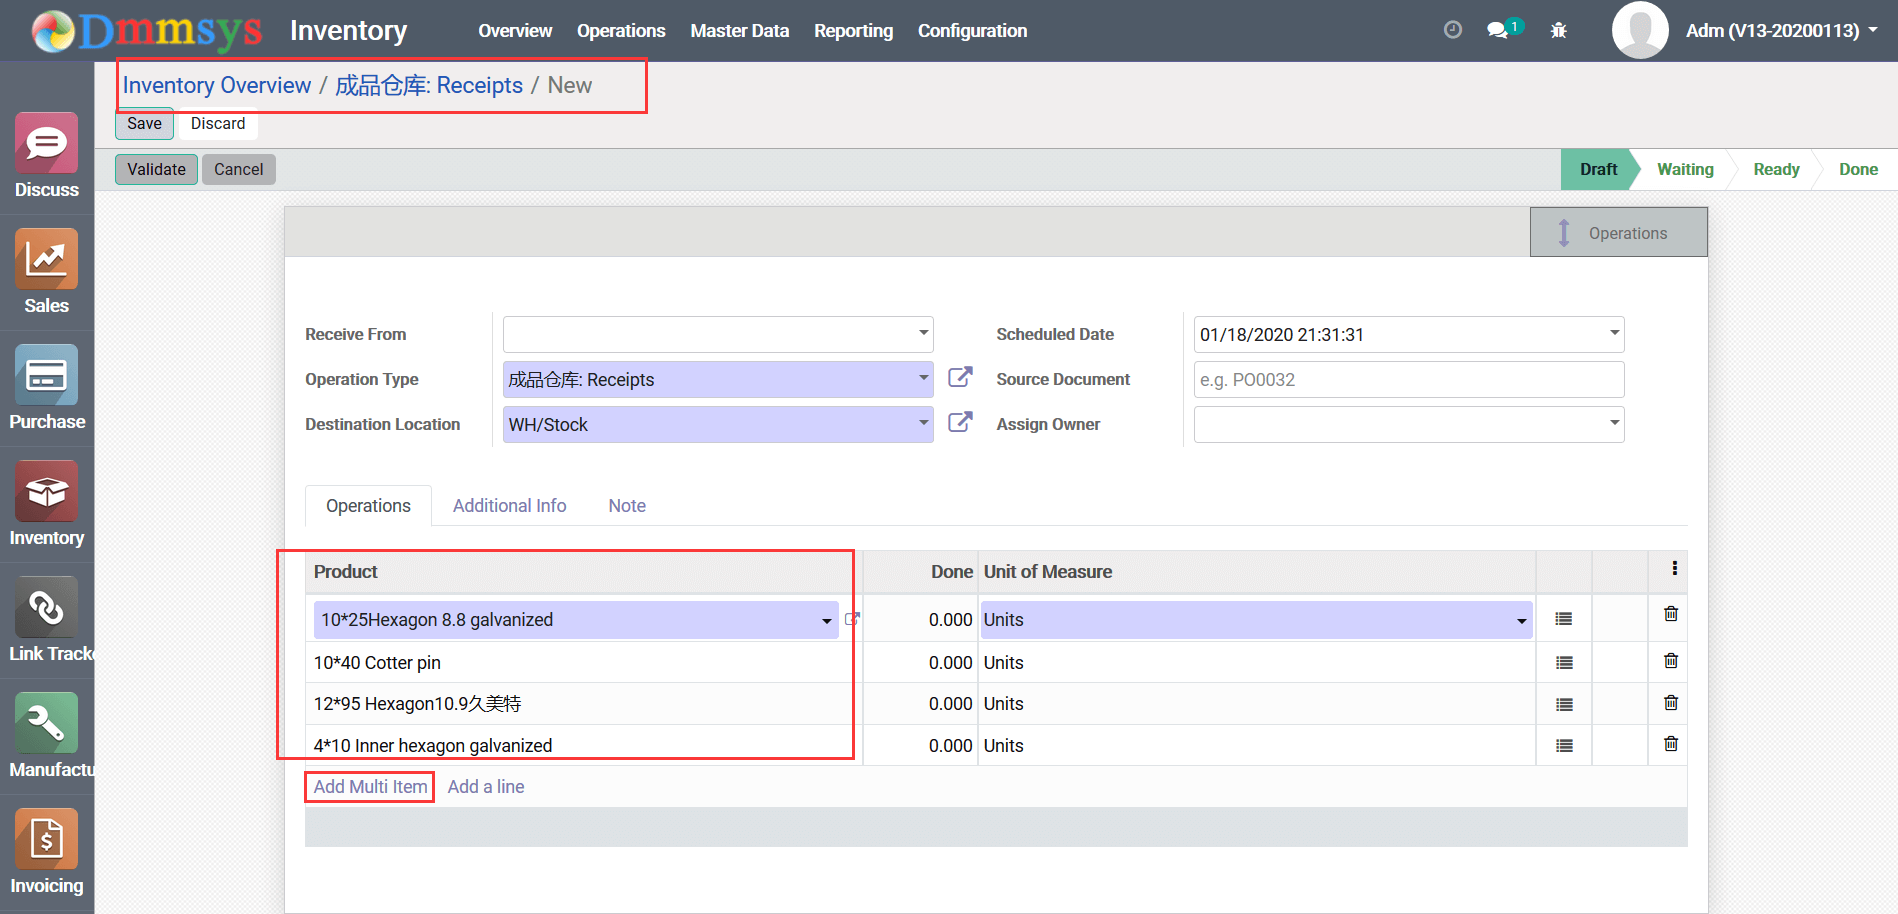 Dmmsys Inventory Overview Operations Master Data Reporting Configuration 1 Adm (V13-20200113)
Inventory Overview / 成品仓库: Receipts / New
Save Discard
Validate Cancel Draft Waiting Ready Done
Discuss
Sales
Purchase
Inventory
Link Tracke
Manufactu
Invoicing
Operations
Receive From Scheduled Date 01/18/2020 21:31:31
Operation Type 成品仓库: Receipts Source Document e.g. PO0032
Destination Location WH/Stock Assign Owner
Operations Additional Info Note
Product Done Unit of Measure
10*25Hexagon 8.8 galvanized 0.000 Units
10*40 Cotter pin 0.000 Units
12*95 Hexagon10.9久美特 0.000 Units
4*10 Inner hexagon galvanized 0.000 Units
Add Multi Item Add a line